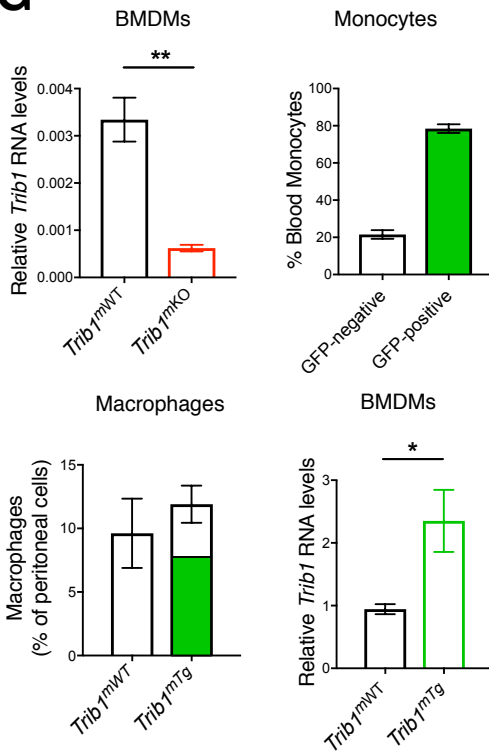 BMDMs
**
Relative Trib1 RNA levels
0.004
0.003
0.002
0.001
0.000
Trib1mWT
Trib1mKO
Monocytes
% Blood Monocytes
100
80
60
40
20
0
GFP-negative
GFP-positive
Macrophages
Macrophages
(% of peritoneal cells)
15
10
5
0
Trib1mWT
Trib1mTg
BMDMs
*
Relative Trib1 RNA levels
3
2
1
0
Trib1mWT
Trib1mTg